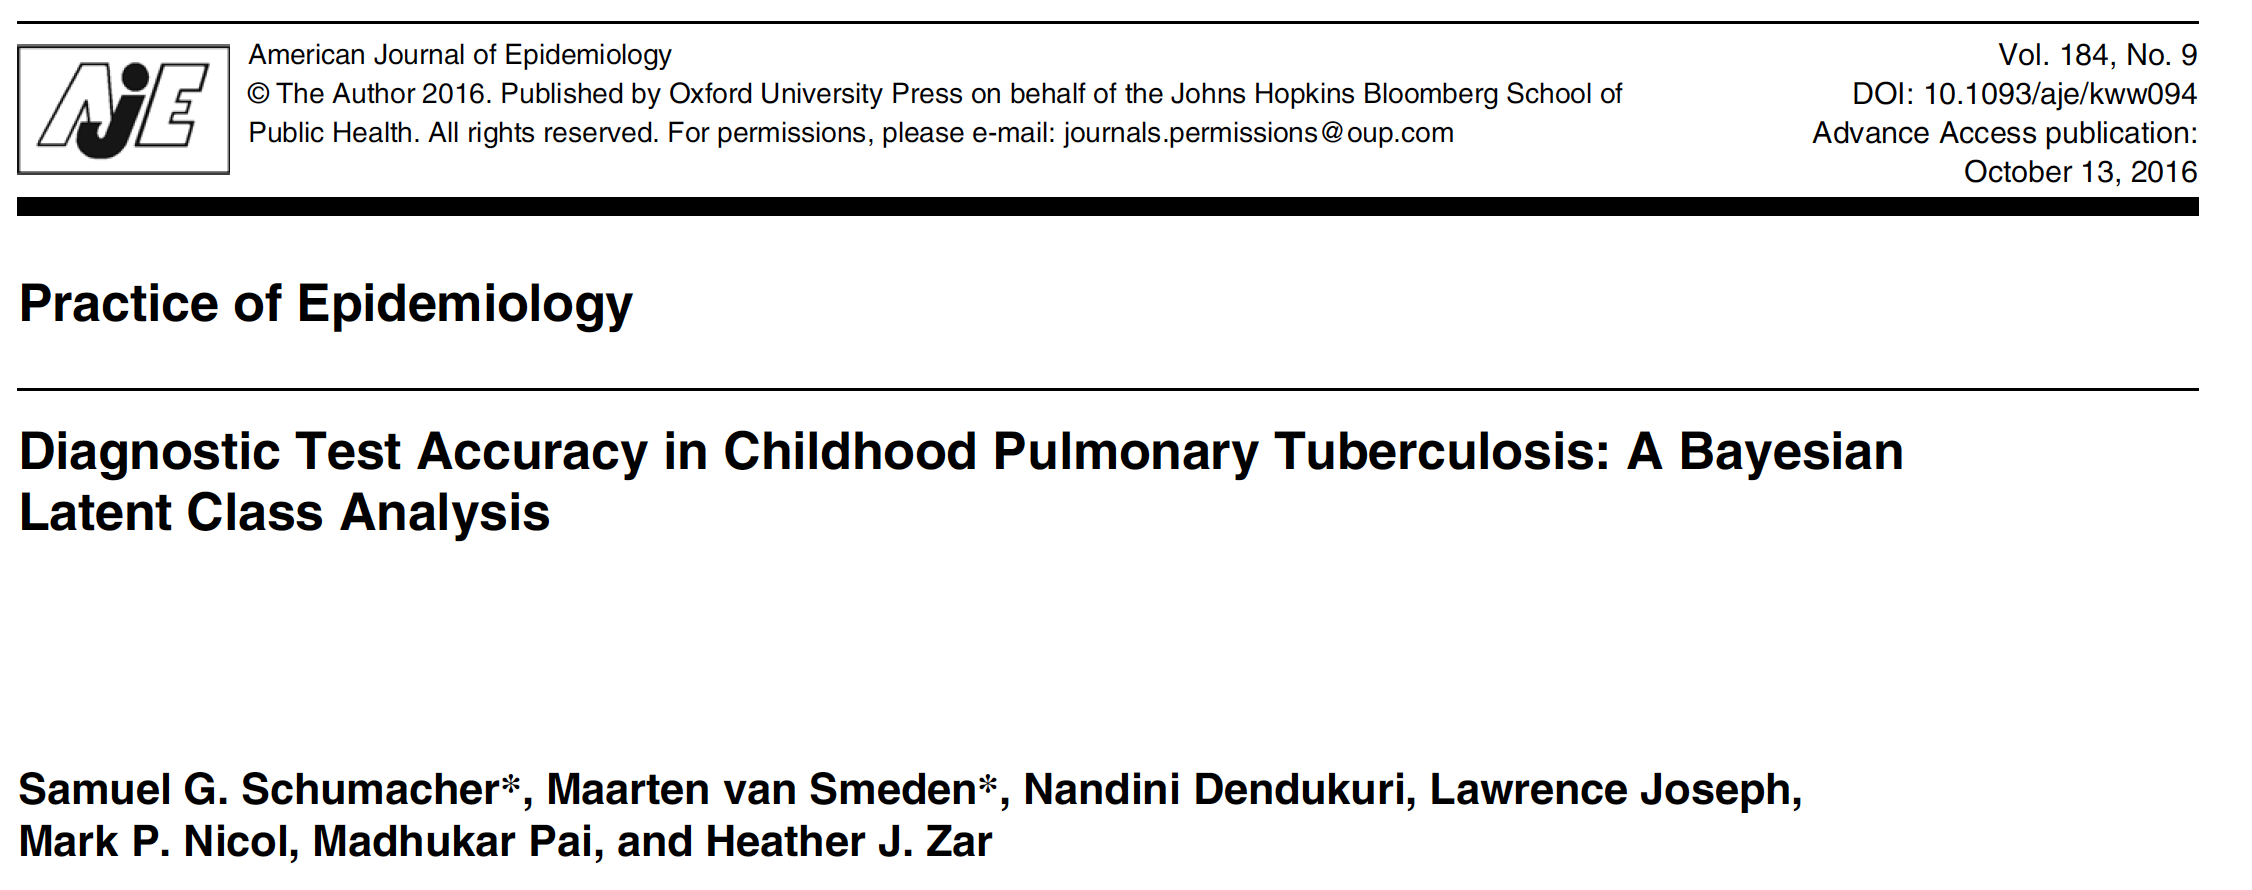 AJE
American Journal of Epidemiology
© The Author 2016. Published by Oxford University Press on behalf of the Johns Hopkins Bloomberg School of
Public Health. All rights reserved. For permissions, please e-mail: journals.permissions@oup.com
Vol. 184, No. 9
DOI: 10.1093/aje/kww094
Advance Access publication:
October 13, 2016
Practice of Epidemiology
Diagnostic Test Accuracy in Childhood Pulmonary Tuberculosis: A Bayesian
Latent Class Analysis
Samuel G. Schumacher*, Maarten van Smeden*, Nandini Dendukuri, Lawrence Joseph,
Mark P. Nicol, Madhukar Pai, and Heather J. Zar